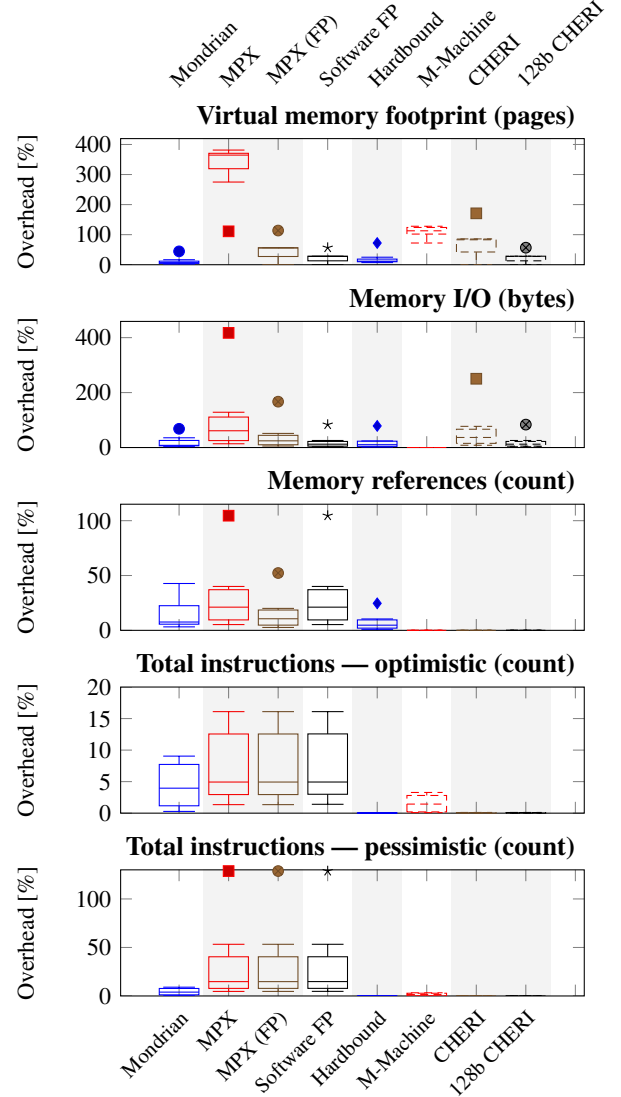 Mondrian
MPX
MPX (FP)
Software FP
Hardbound
M-Machine
CHERI
128b CHERI
Virtual memory footprint (pages)
Overhead [%]
400
300
200
100
0
Memory I/O (bytes)
Overhead [%]
400
200
0
Memory references (count)
Overhead [%]
100
50
0
Total instructions — optimistic (count)
Overhead [%]
20
15
10
5
0
Total instructions — pessimistic (count)
Overhead [%]
100
50
0
Mondrian
MPX
MPX (FP)
Software FP
Hardbound
M-Machine
CHERI
128b CHERI